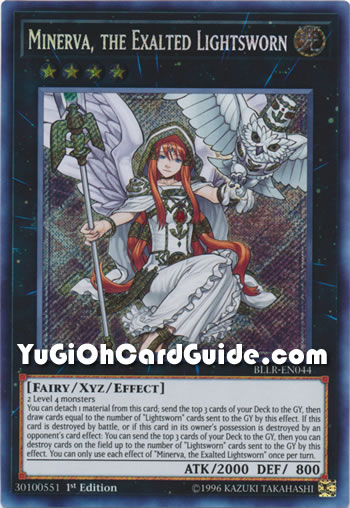 MINERVA, THE EXALTED LIGHTSWORN
YuGiOhCardGuide.com
BLLR-EN044
[FAIRY/XYZ/EFFECT]
2 Level 4 monsters
You can detach 1 material from this card; send the top 3 cards of your Deck to the GY, then
draw cards equal to the number of "Lightsworn" cards sent to the GY by this effect. If this
card is destroyed by battle, or if this card in its owner's possession is destroyed by an
opponent's card effect: You can send the top 3 cards of your Deck to the GY, then you can
destroy cards on the field up to the number of "Lightsworn" cards sent to the GY by this
effect. You can only use each effect of "Minerva, the Exalted Lightsworn" once per turn.
ATK/2000 DEF/ 800
30100551 1st Edition ©1996 KAZUKI TAKAHASHI